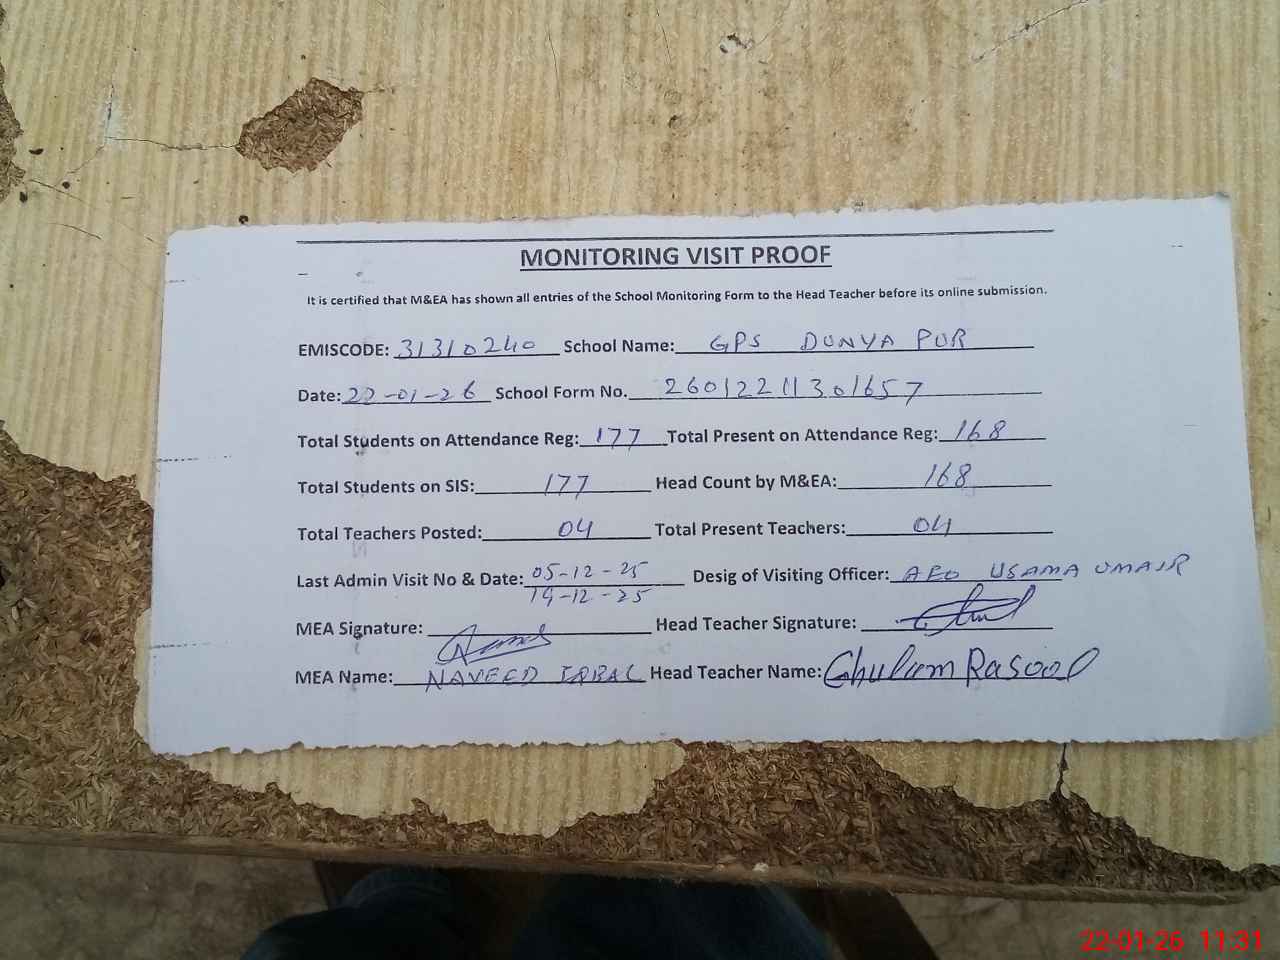 MONITORING VISIT PROOF
It is certified that M&EA has shown all entries of the School Monitoring Form to the Head Teacher before its online submission.
EMISCODE: 31310240 School Name: GPS DUNYA PUR
Date: 22-01-26 School Form No. 26012211301657
Total Students on Attendance Reg: 177 Total Present on Attendance Reg: 168
Total Students on SIS: 177 Head Count by M&EA: 168
Total Teachers Posted: 04 Total Present Teachers: 04
Last Admin Visit No & Date: 05-12-25 Desig of Visiting Officer: AEO USAMA UMAIR
19-12-25
MEA Signature: Head Teacher Signature:
MEA Name: NAVEED IQBAL Head Teacher Name: Ghulam Rasool
22-01-26 11:31